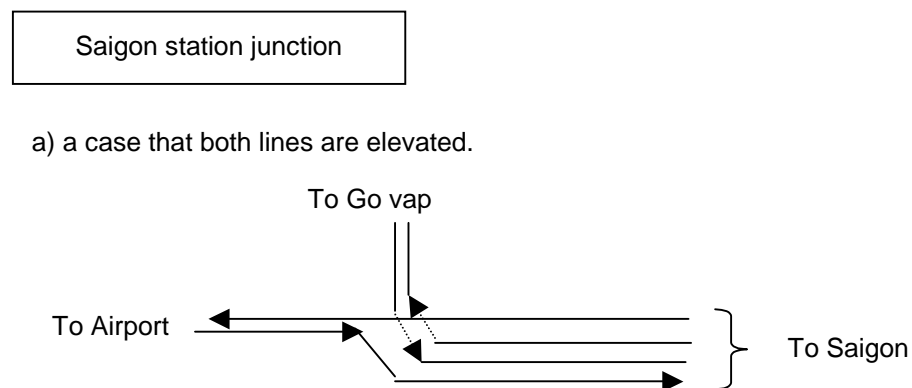 Saigon station junction
a) a case that both lines are elevated.
To Go vap
To Airport
To Saigon